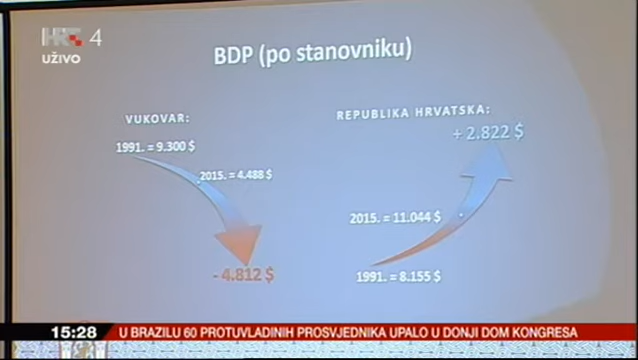 HRT 4
UŽIVO
BDP (po stanovniku)
VUKOVAR:
1991. = 9.300 $
2015. = 4.488 $
- 4.812 $
REPUBLIKA HRVATSKA:
+ 2.822 $
2015. = 11.044 $
1991. = 8.155 $
15:28 U BRAZILU 60 PROTUVLADINIH PROSVJEDNIKA UPALO U DONJI DOM KONGRESA